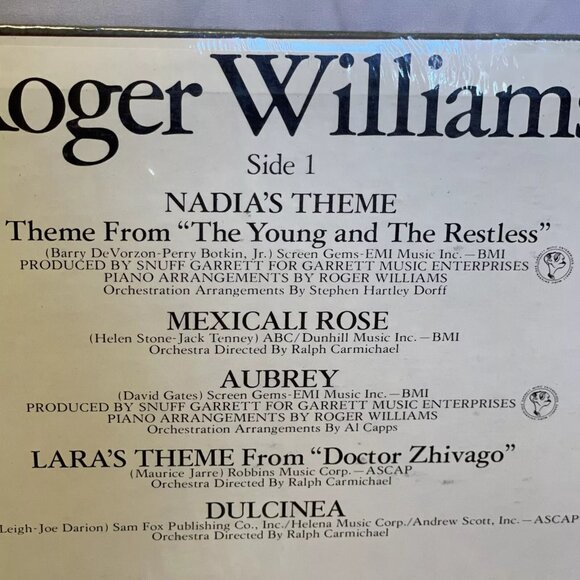 Roger Williams
Side 1
NADIA'S THEME
Theme From "The Young and The Restless"
(Barry DeVorzon-Perry Botkin, Jr.) Screen Gems-EMI Music Inc.—BMI
PRODUCED BY SNUFF GARRETT FOR GARRETT MUSIC ENTERPRISES
PIANO ARRANGEMENTS BY ROGER WILLIAMS
Orchestration Arrangements By Stephen Hartley Dorff
MEXICALI ROSE
(Helen Stone-Jack Tenney) ABC/Dunhill Music Inc.—BMI
Orchestra Directed By Ralph Carmichael
AUBREY
(David Gates) Screen Gems-EMI Music Inc.—BMI
PRODUCED BY SNUFF GARRETT FOR GARRETT MUSIC ENTERPRISES
PIANO ARRANGEMENTS BY ROGER WILLIAMS
Orchestration Arrangements By Al Capps
LARA'S THEME From "Doctor Zhivago"
(Maurice Jarre) Robbins Music Corp.—ASCAP
Orchestra Directed By Ralph Carmichael
DULCINEA
Leigh-Joe Darion) Sam Fox Publishing Co., Inc./Helena Music Corp./Andrew Scott, Inc.—ASCAP
Orchestra Directed By Ralph Carmichael